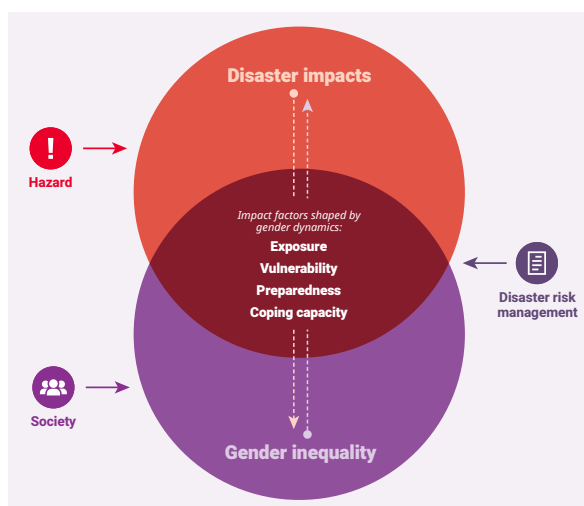 Disaster impacts
!
Hazard
Impact factors shaped by
gender dynamics:
Exposure
Vulnerability
Preparedness
Coping capacity
Disaster risk
management
Society
Gender inequality